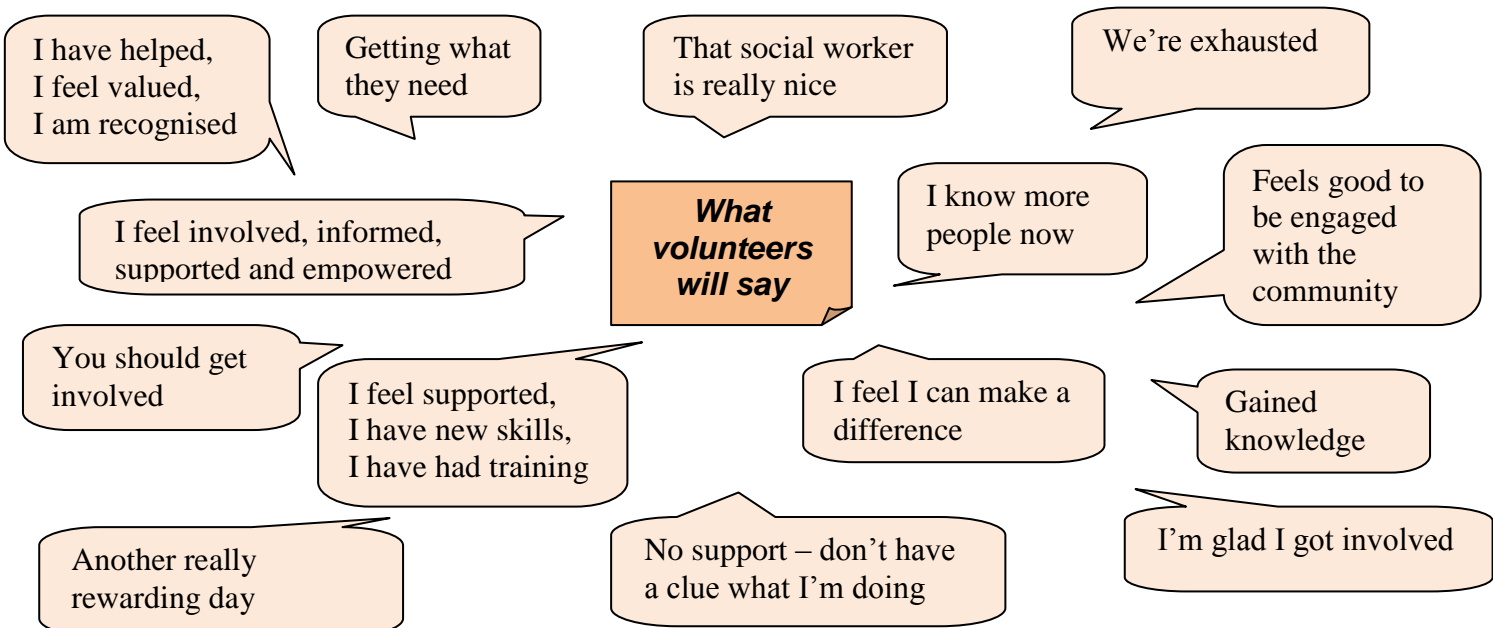 I have helped,
I feel valued,
I am recognised
Getting what
they need
That social worker
is really nice
We're exhausted
I feel involved, informed,
supported and empowered
What
volunteers
will say
I know more
people now
Feels good to
be engaged
with the
community
You should get
involved
I feel supported,
I have new skills,
I have had training
I feel I can make a
difference
Gained
knowledge
Another really
rewarding day
No support – don't have
a clue what I'm doing
I'm glad I got involved